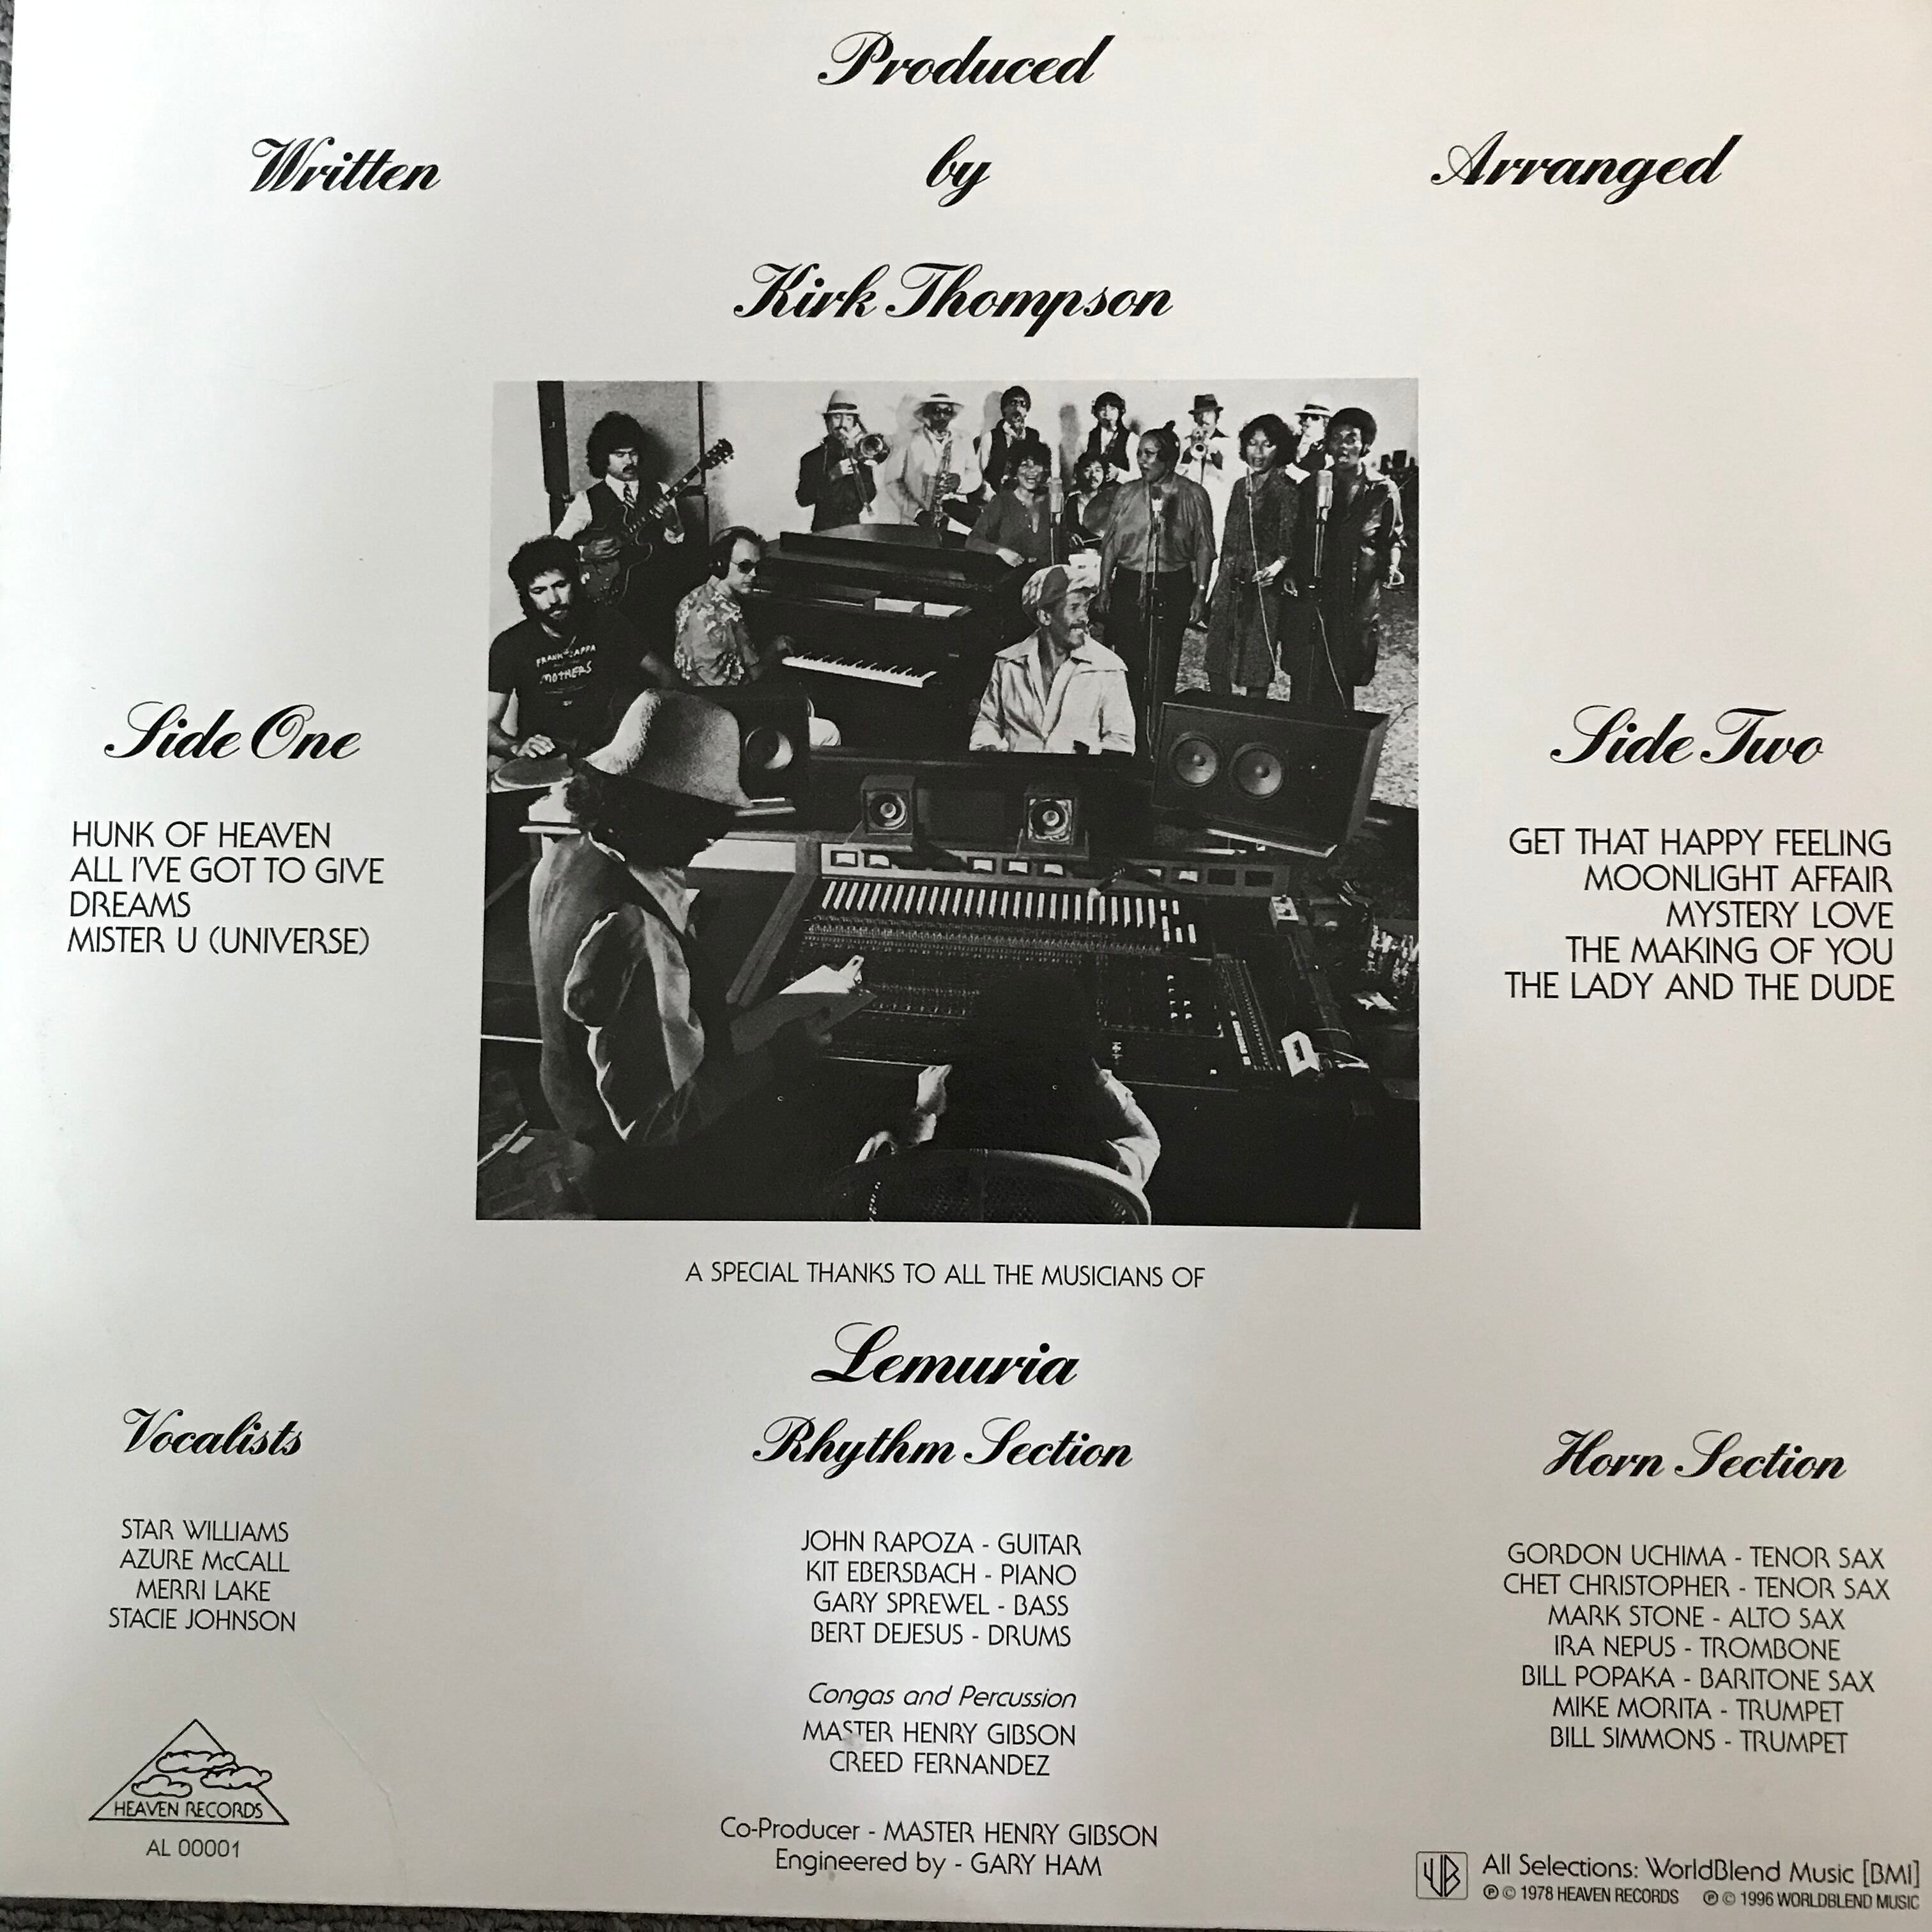 Produced
Written by Arranged
Kirk Thompson
FRANK ZAPPA
MOTHERS
Side One
HUNK OF HEAVEN
ALL I'VE GOT TO GIVE
DREAMS
MISTER U (UNIVERSE)
Side Two
GET THAT HAPPY FEELING
MOONLIGHT AFFAIR
MYSTERY LOVE
THE MAKING OF YOU
THE LADY AND THE DUDE
A SPECIAL THANKS TO ALL THE MUSICIANS OF
Lemuria
Vocalists
STAR WILLIAMS
AZURE McCALL
MERRI LAKE
STACIE JOHNSON
Rhythm Section
JOHN RAPOZA - GUITAR
KIT EBERSBACH - PIANO
GARY SPREWEL - BASS
BERT DEJESUS - DRUMS
Congas and Percussion
MASTER HENRY GIBSON
CREED FERNANDEZ
Co-Producer - MASTER HENRY GIBSON
Engineered by - GARY HAM
Horn Section
GORDON UCHIMA - TENOR SAX
CHET CHRISTOPHER - TENOR SAX
MARK STONE - ALTO SAX
IRA NEPUS - TROMBONE
BILL POPAKA - BARITONE SAX
MIKE MORITA - TRUMPET
BILL SIMMONS - TRUMPET
HEAVEN RECORDS
AL 00001
WB All Selections: WorldBlend Music [BMI]
℗ © 1978 HEAVEN RECORDS ℗ © 1996 WORLDBLEND MUSIC